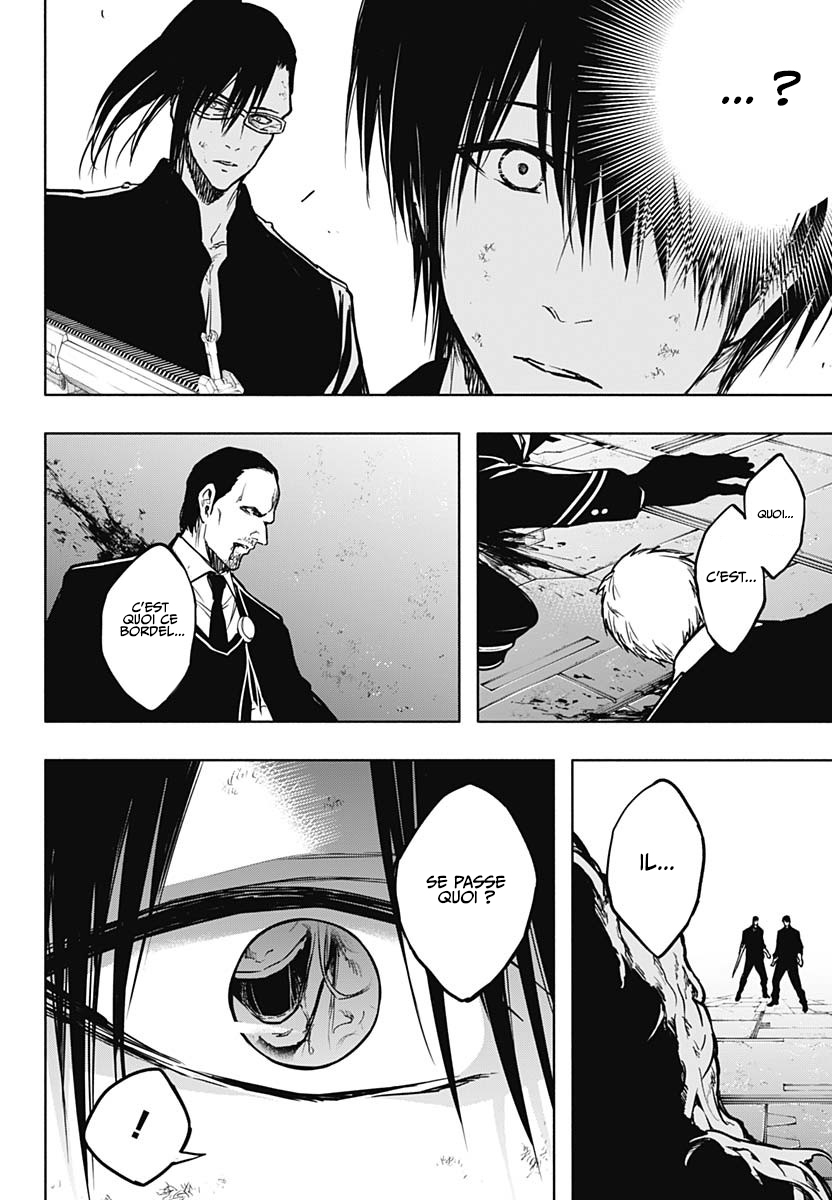 ... ?
QUOI...
C'EST...
C'EST
QUOI CE
BORDEL...
IL...
SE PASSE
QUOI ?
!